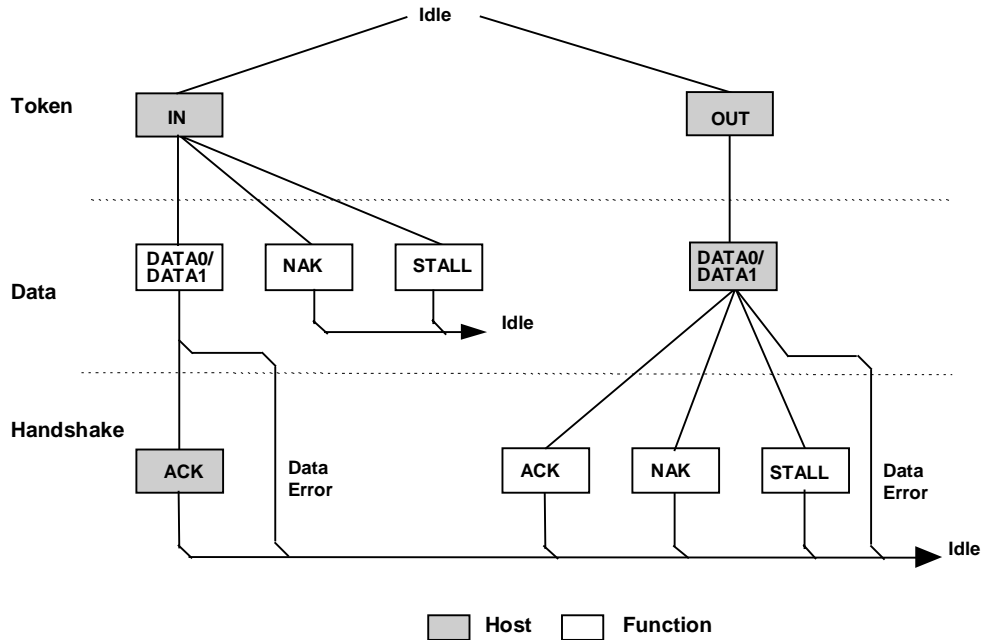 Idle
Token
IN
OUT
DATA0/
DATA1
NAK
STALL
DATA0/
DATA1
Data
Idle
Handshake
ACK
Data
Error
ACK
NAK
STALL
Data
Error
Idle
Host
Function